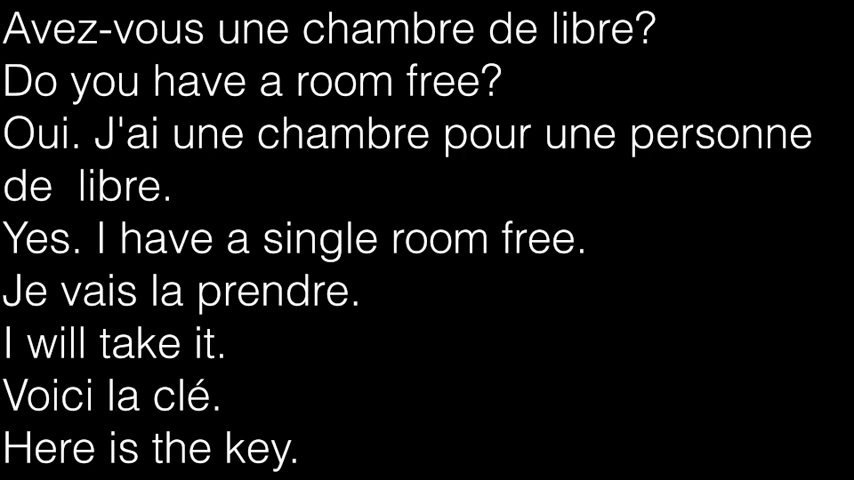 Avez-vous une chambre de libre?
Do you have a room free?
Oui. J'ai une chambre pour une personne
de  libre.
Yes. I have a single room free.
Je vais la prendre.
I will take it.
Voici la clé.
Here is the key.